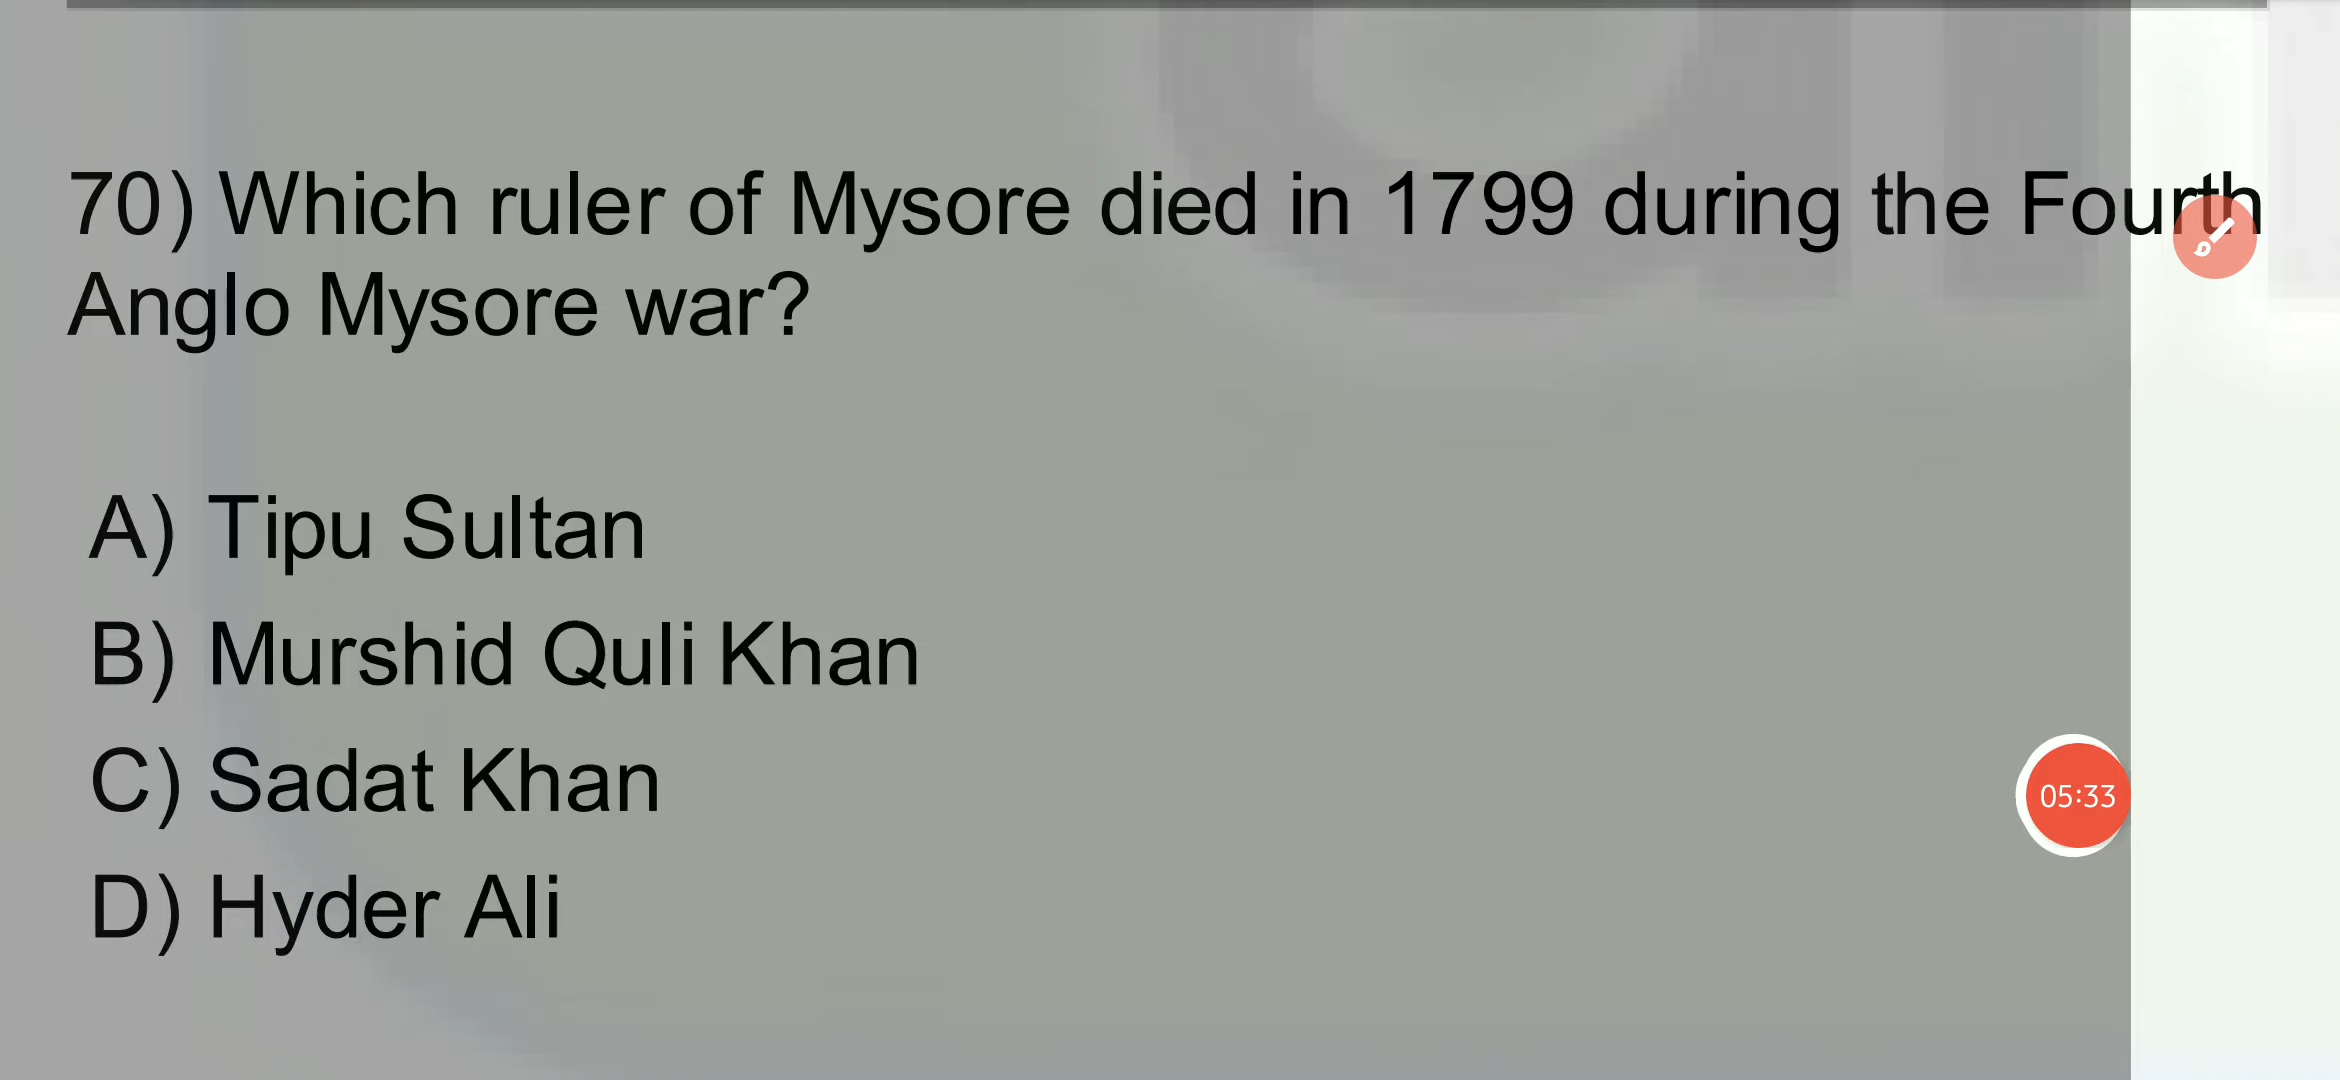 70) Which ruler of Mysore died in 1799 during the Fourth
Anglo Mysore war?
A) Tipu Sultan
B) Murshid Quli Khan
C) Sadat Khan
D) Hyder Ali
05:33